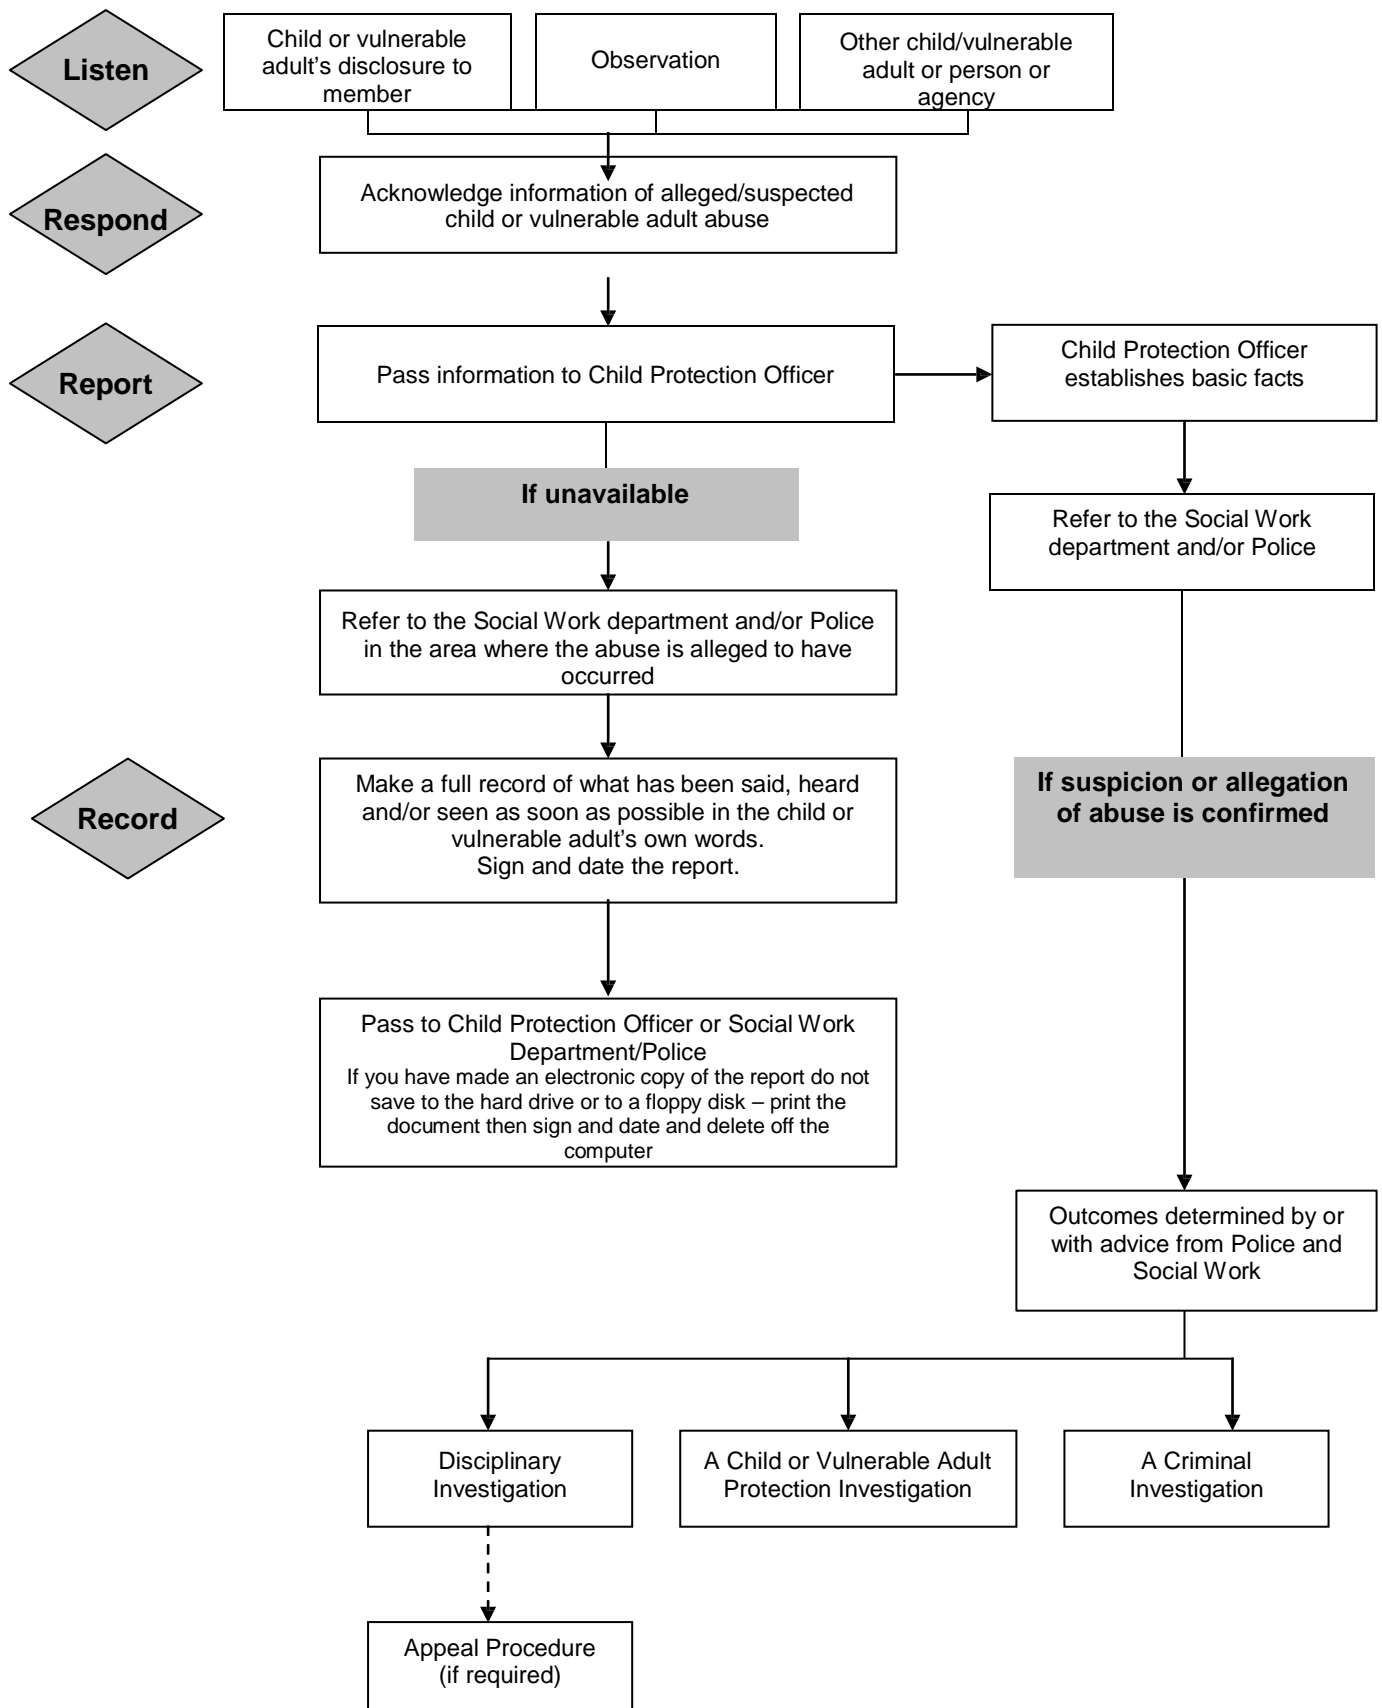 Listen
Child or vulnerable
adult's disclosure to
member
Observation
Other child/vulnerable
adult or person or
agency
Respond
Acknowledge information of alleged/suspected
child or vulnerable adult abuse
Report
Pass information to Child Protection Officer
Child Protection Officer
establishes basic facts
If unavailable
Refer to the Social Work
department and/or Police
Refer to the Social Work department and/or Police
in the area where the abuse is alleged to have
occurred
Record
Make a full record of what has been said, heard
and/or seen as soon as possible in the child or
vulnerable adult's own words.
Sign and date the report.
If suspicion or allegation
of abuse is confirmed
Pass to Child Protection Officer or Social Work
Department/Police
If you have made an electronic copy of the report do not
save to the hard drive or to a floppy disk – print the
document then sign and date and delete off the
computer
Outcomes determined by or
with advice from Police and
Social Work
Disciplinary
Investigation
A Child or Vulnerable Adult
Protection Investigation
A Criminal
Investigation
Appeal Procedure
(if required)